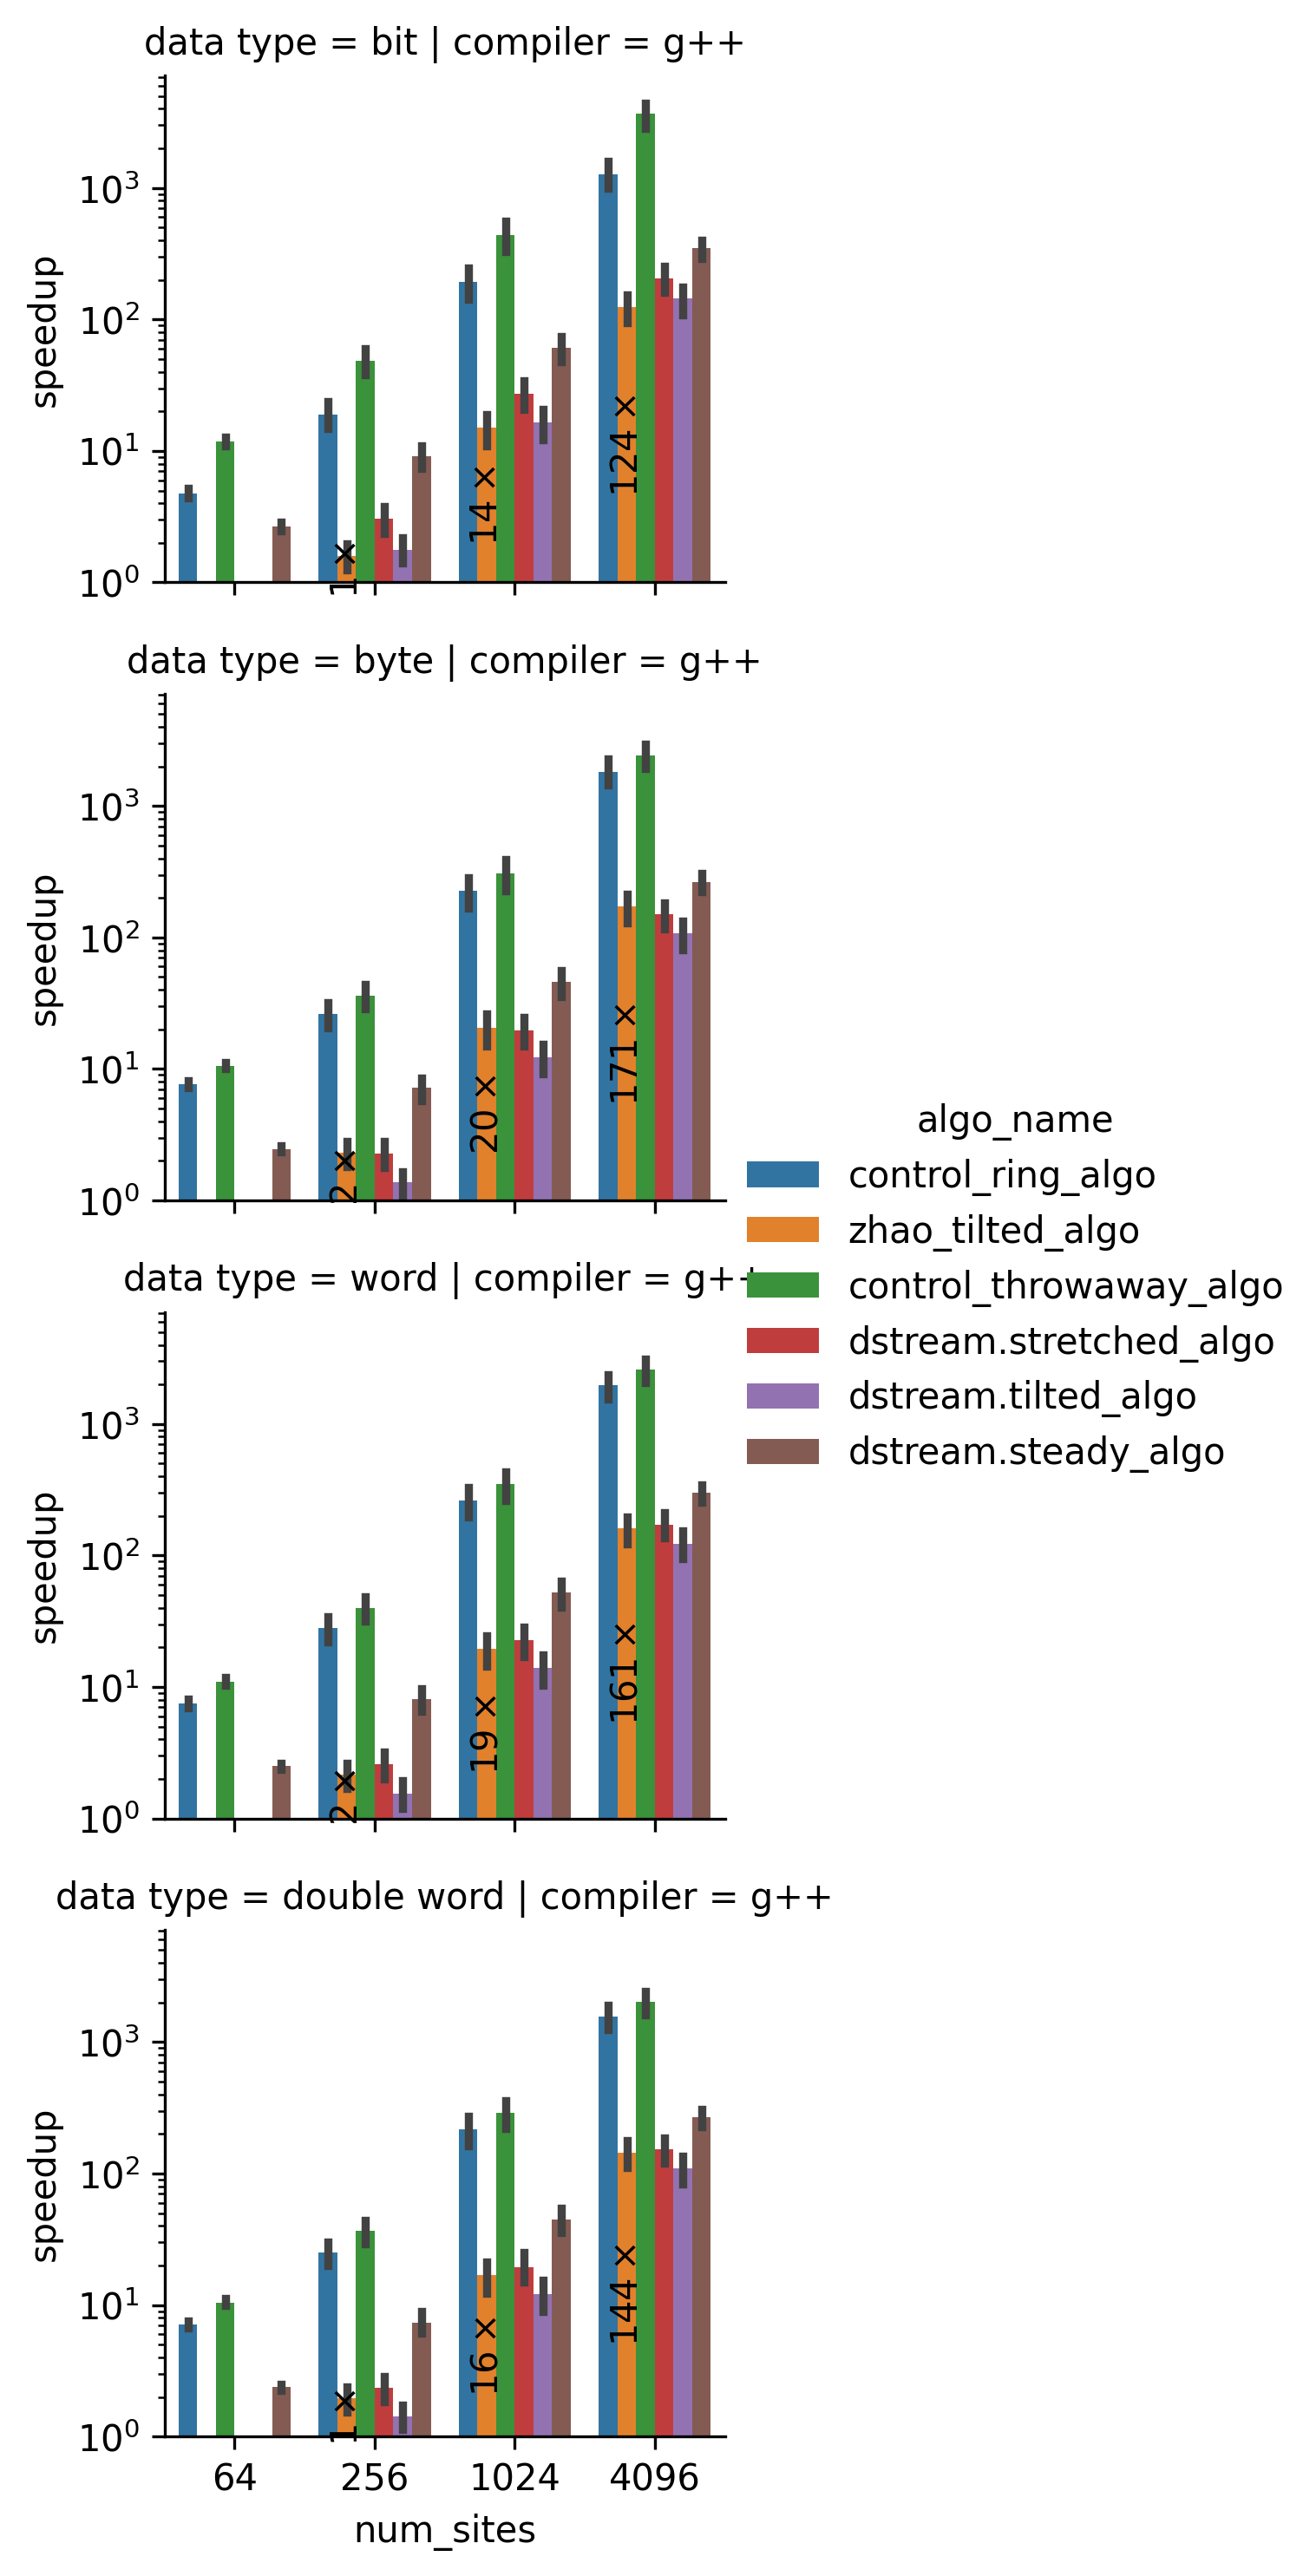 data type = bit | compiler = g++
speedup
10³
10²
10¹
10⁰
1 ×
14 ×
124 ×
data type = byte | compiler = g++
speedup
10³
10²
10¹
10⁰
2 ×
20 ×
171 ×
data type = word | compiler = g++
speedup
10³
10²
10¹
10⁰
2 ×
19 ×
161 ×
algo_name
control_ring_algo
zhao_tilted_algo
control_throwaway_algo
dstream.stretched_algo
dstream.tilted_algo
dstream.steady_algo
data type = double word | compiler = g++
speedup
10³
10²
10¹
10⁰
1 ×
16 ×
144 ×
64 256 1024 4096
num_sites